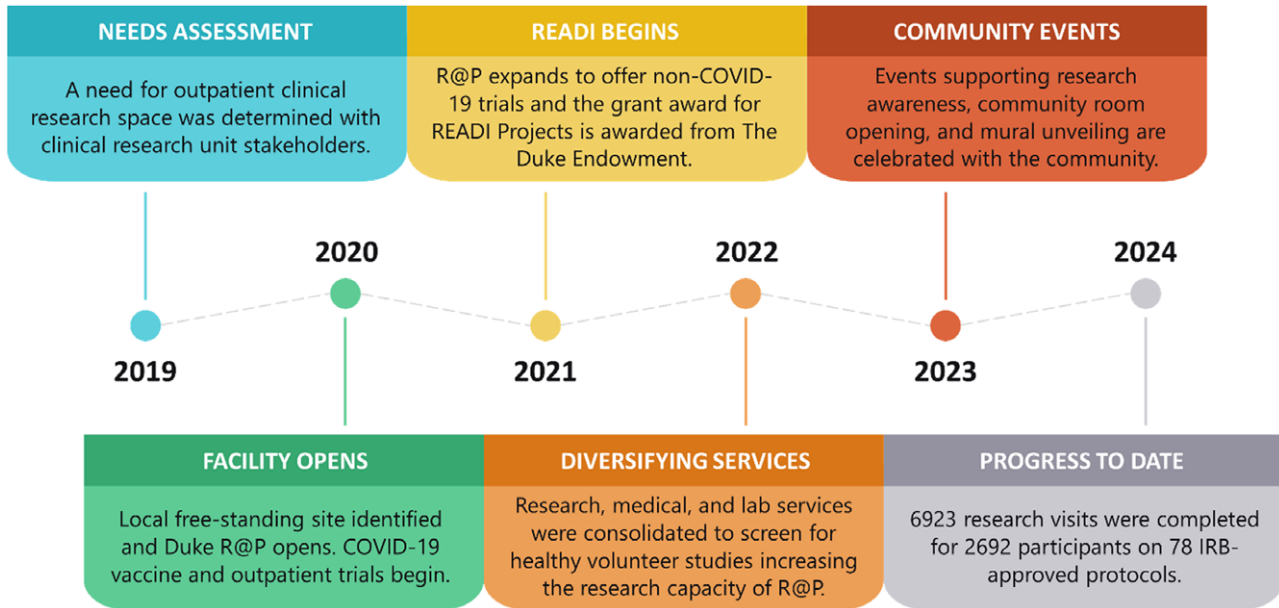 NEEDS ASSESSMENT
A need for outpatient clinical
research space was determined with
clinical research unit stakeholders.
READI BEGINS
R@P expands to offer non-COVID-
19 trials and the grant award for
READI Projects is awarded from The
Duke Endowment.
COMMUNITY EVENTS
Events supporting research
awareness, community room
opening, and mural unveiling are
celebrated with the community.
2019
2020
2021
2022
2023
2024
FACILITY OPENS
Local free-standing site identified
and Duke R@P opens. COVID-19
vaccine and outpatient trials begin.
DIVERSIFYING SERVICES
Research, medical, and lab services
were consolidated to screen for
healthy volunteer studies increasing
the research capacity of R@P.
PROGRESS TO DATE
6923 research visits were completed
for 2692 participants on 78 IRB-
approved protocols.